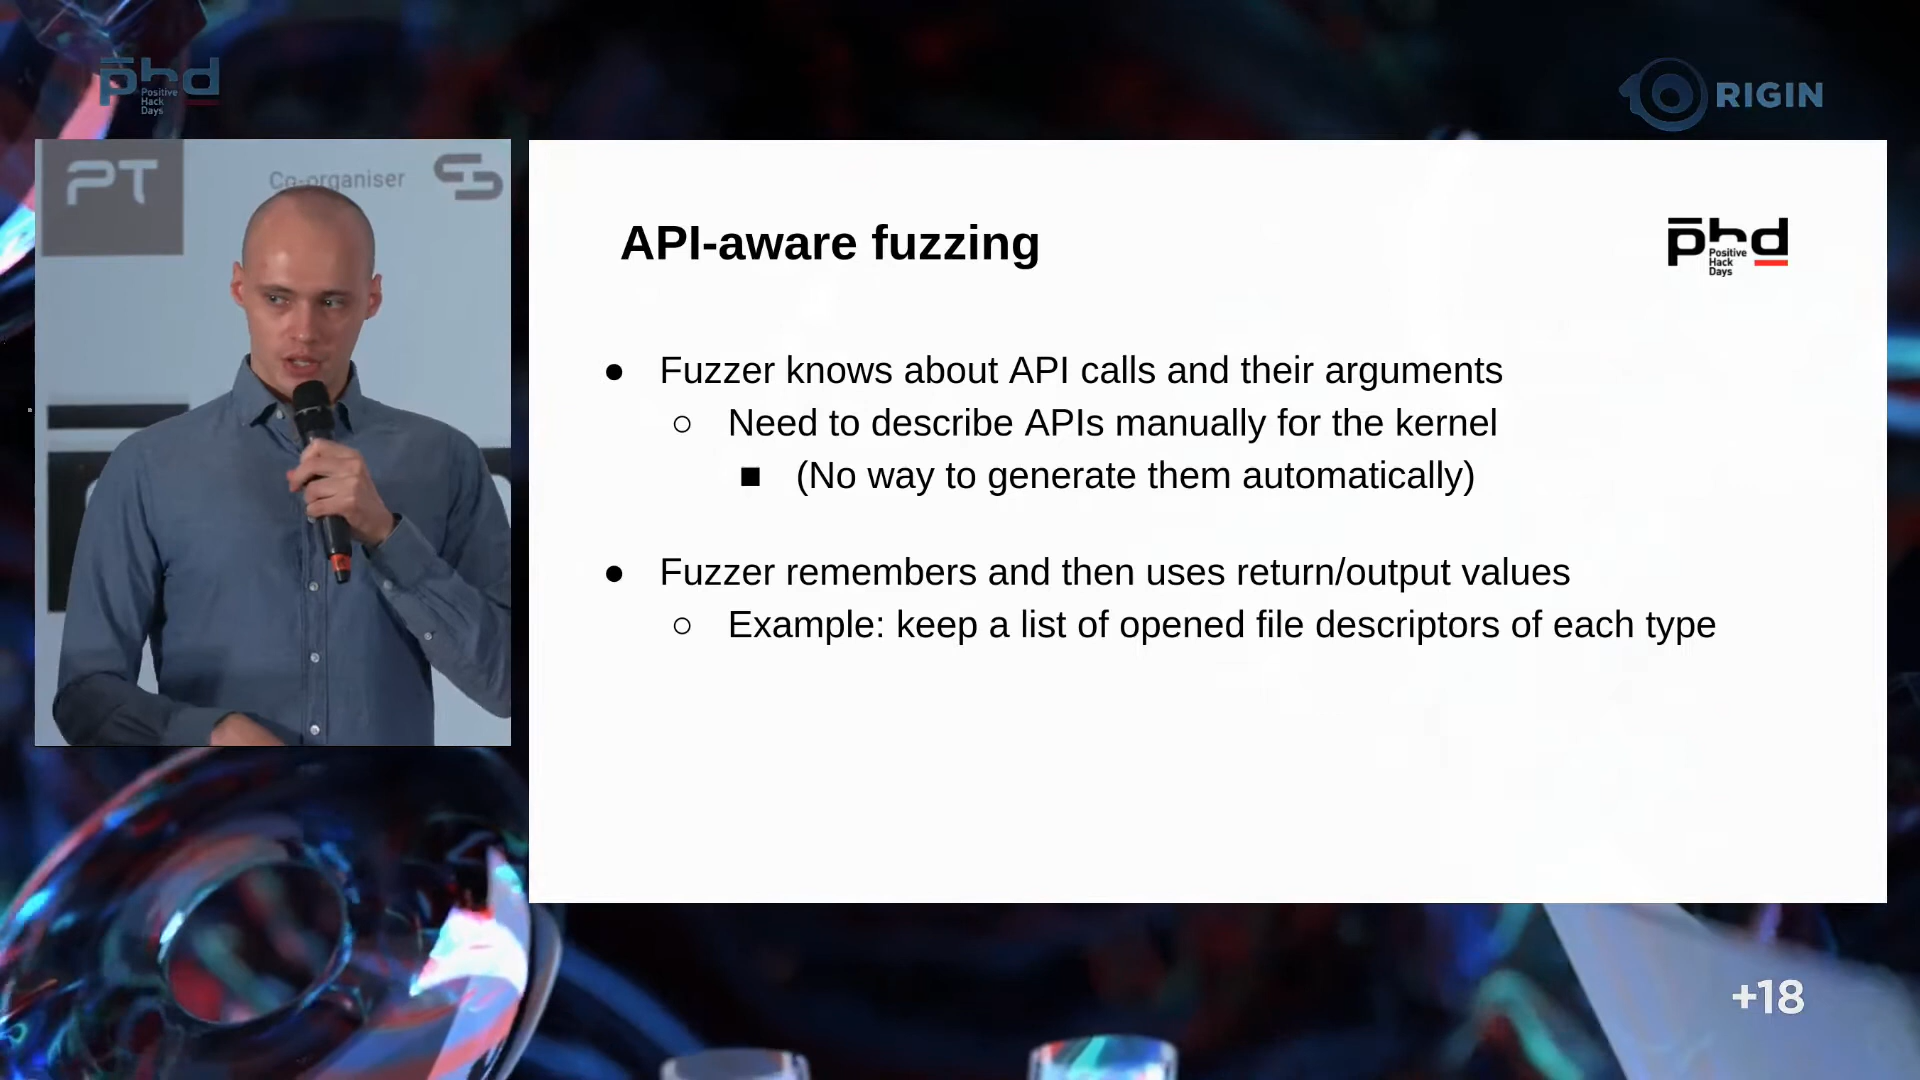 phd
Positive
Hack
Days
ORIGIN
PT
Co-organiser
API-aware fuzzing
phd
Positive
Hack
Days
● Fuzzer knows about API calls and their arguments
○ Need to describe APIs manually for the kernel
■ (No way to generate them automatically)
● Fuzzer remembers and then uses return/output values
○ Example: keep a list of opened file descriptors of each type
+18